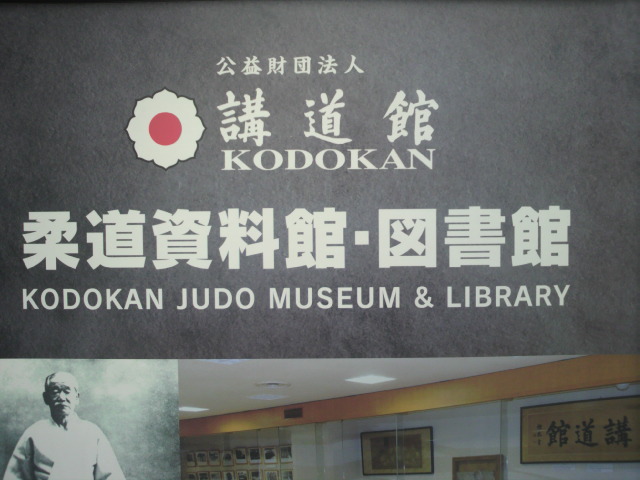 公益財団法人
講道館
KODOKAN
柔道資料館・図書館
KODOKAN JUDO MUSEUM & LIBRARY
館道講